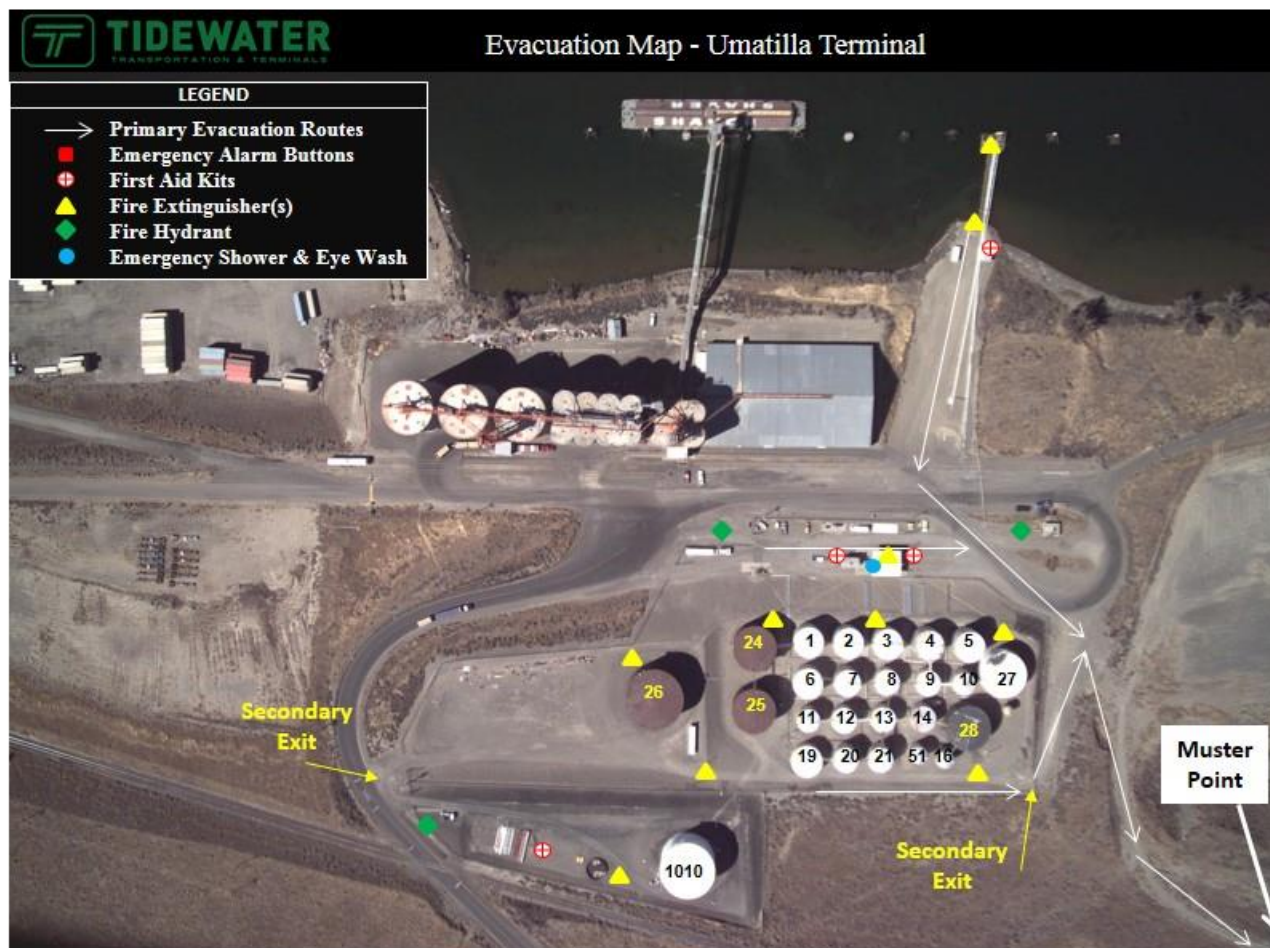 TIDEWATER
TRANSPORTATION & TERMINALS
Evacuation Map - Umatilla Terminal
LEGEND
Primary Evacuation Routes
Emergency Alarm Buttons
First Aid Kits
Fire Extinguisher(s)
Fire Hydrant
Emergency Shower & Eye Wash
SHAVER
SHAVER
24
1
2
3
4
5
26
25
6
7
8
9
10
27
11
12
13
14
28
19
20
21
51
16
Secondary
Exit
Muster
Point
1010
Secondary
Exit